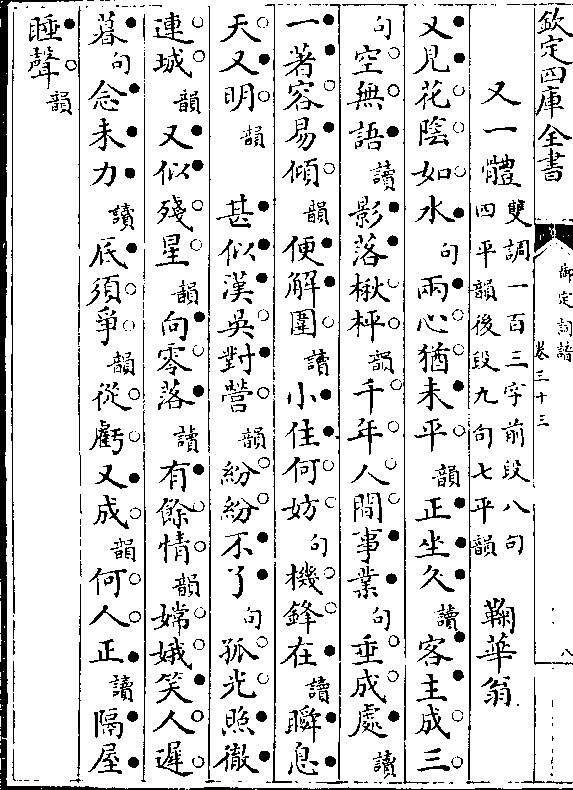 欽定四庫全書
御定詞譜
卷三十三
八
又一體 雙調一百三字前段八句四平韻後段九句七平韻 鞠華翁
又見花陰如水句兩心猶未平韻正坐久讀客主成三
句空無語讀影落楸枰韻千年人間事業句垂成處讀
一著容易傾韻便解圍讀小住何妨句機鋒在讀瞬息
天又明韻 甚似漢吳對營韻紛紛不了句孤光照徹
連城韻又似殘星韻向零落讀有餘情韻嫦娥笑人遲
暮句念未力讀底須爭韻從虧又成韻何人正讀隔屋
睡聲韻